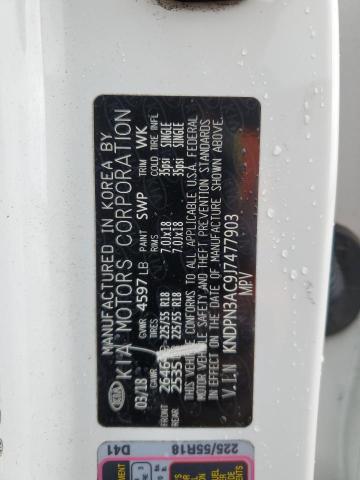 MANUFACTURED IN KOREA BY
KIA KIA MOTORS CORPORATION
03/18 GVWR 4597 LB PAINT SWP TRIM WK
GAWR TIRES RIMS COLD TIRE INFL
FRONT 2646 225/55 R18 7.0Jx18 35psi SINGLE
REAR 2535 225/55 R18 7.0Jx18 35psi SINGLE
THIS VEHICLE CONFORMS TO ALL APPLICABLE U.S.A. FEDERAL
MOTOR VEHICLE SAFETY AND THEFT PREVENTION STANDARDS
IN EFFECT ON THE DATE OF MANUFACTURE SHOWN ABOVE.
V.I.N KNDPN3AC9J7477903
MPV
D41
225/55R18